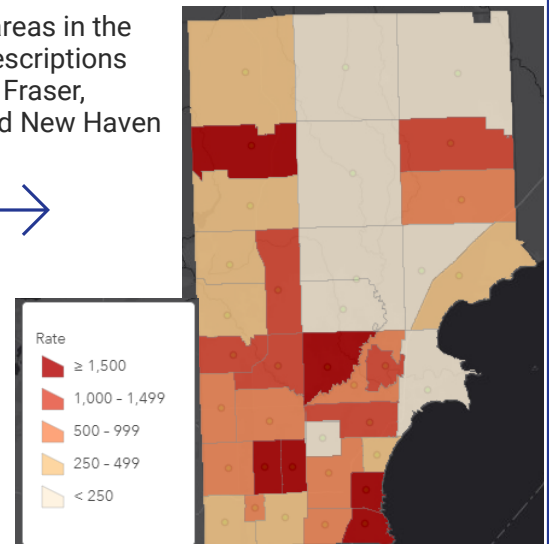 areas in the
escriptions
Fraser,
d New Haven
Rate
≥ 1,500
1,000 - 1,499
500 - 999
250 - 499
< 250